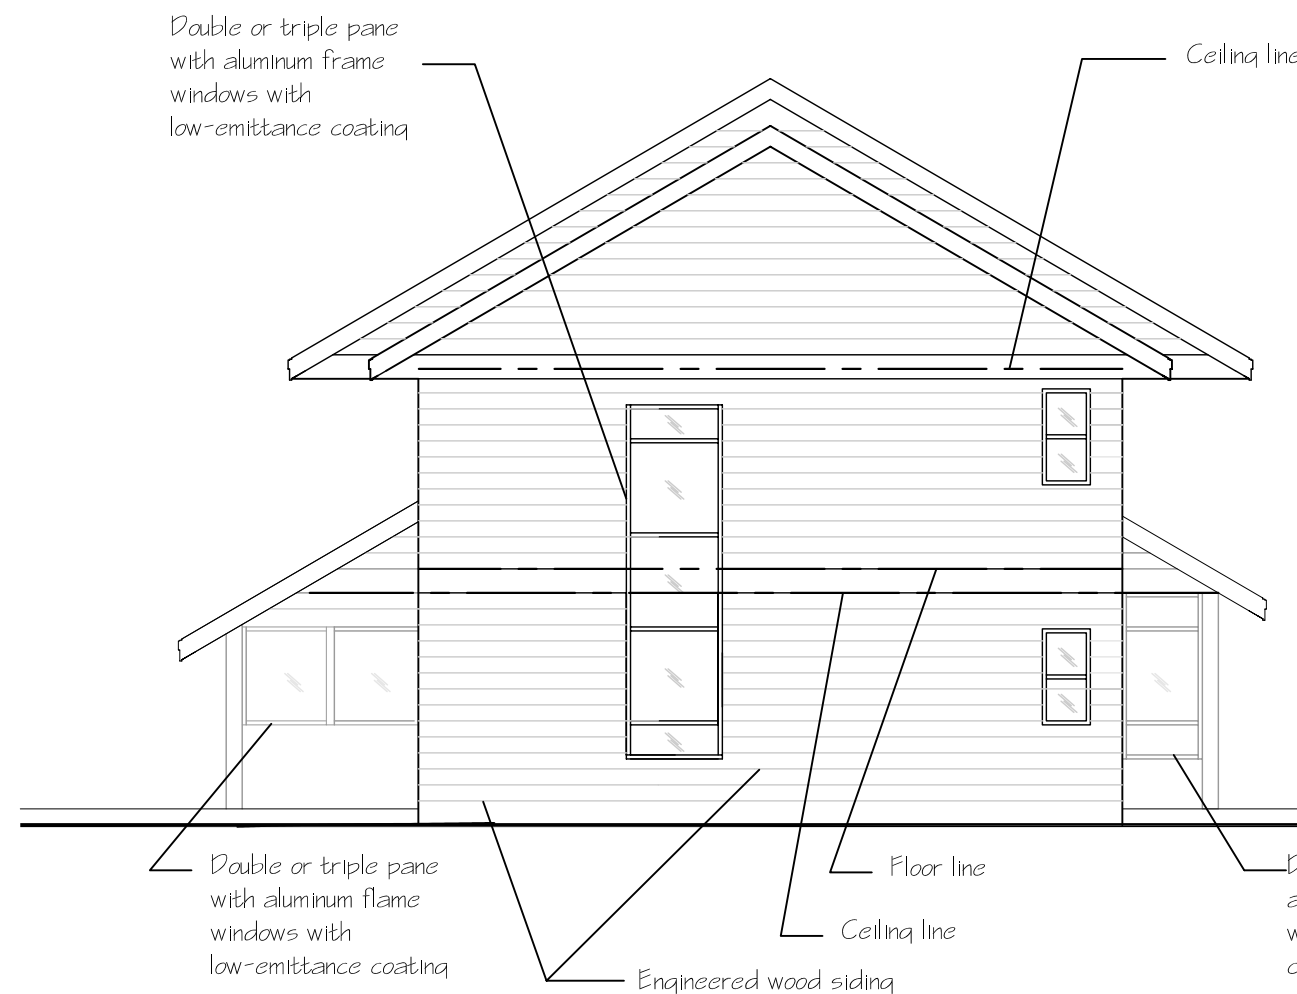 Double or triple pane
with aluminum frame
windows with
low-emittance coating
Ceiling line
Double or triple pane
with aluminum flame
windows with
low-emittance coating
Floor line
Ceiling line
Engineered wood siding